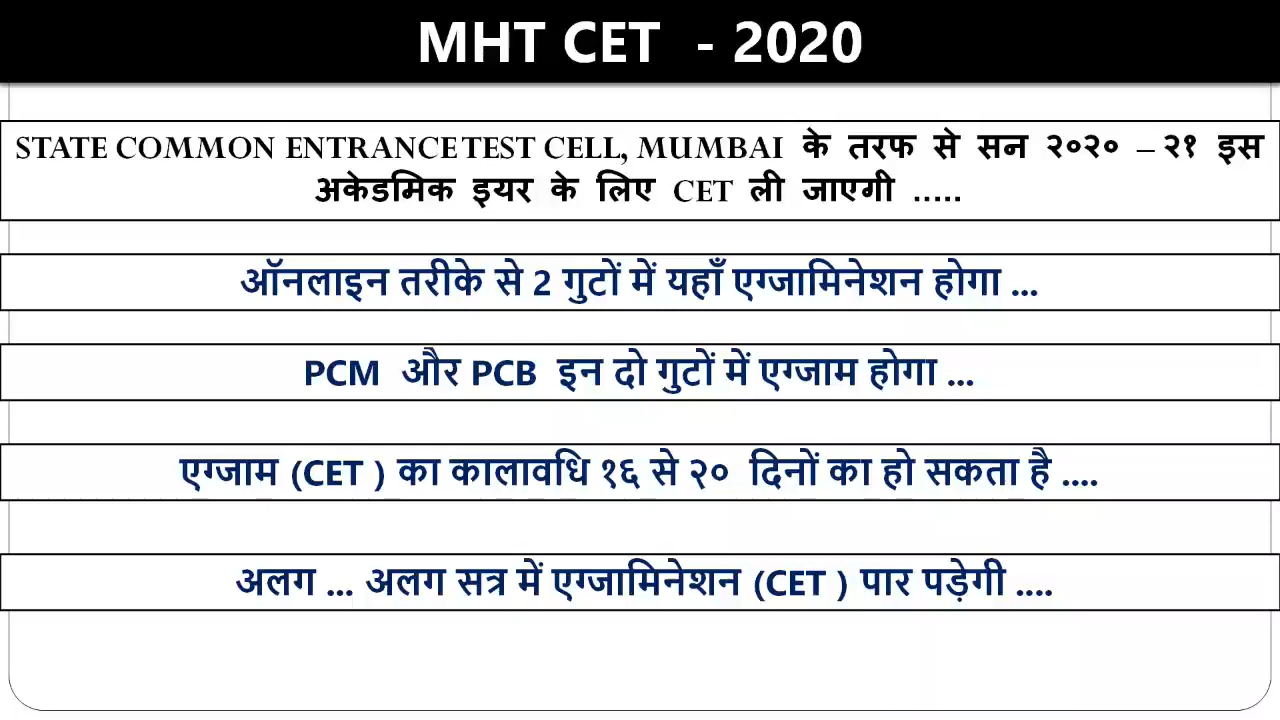 MHT CET - 2020
STATE COMMON ENTRANCE TEST CELL, MUMBAI के तरफ से सन २०२० – २१ इस
अकेडमिक इयर के लिए CET ली जाएगी .....
ऑनलाइन तरीके से 2 गुटों में यहाँ एग्जामिनेशन होगा ...
PCM और PCB इन दो गुटों में एग्जाम होगा ...
एग्जाम (CET ) का कालावधि १६ से २० दिनों का हो सकता है ....
अलग ... अलग सत्र में एग्जामिनेशन (CET ) पार पड़ेगी ....